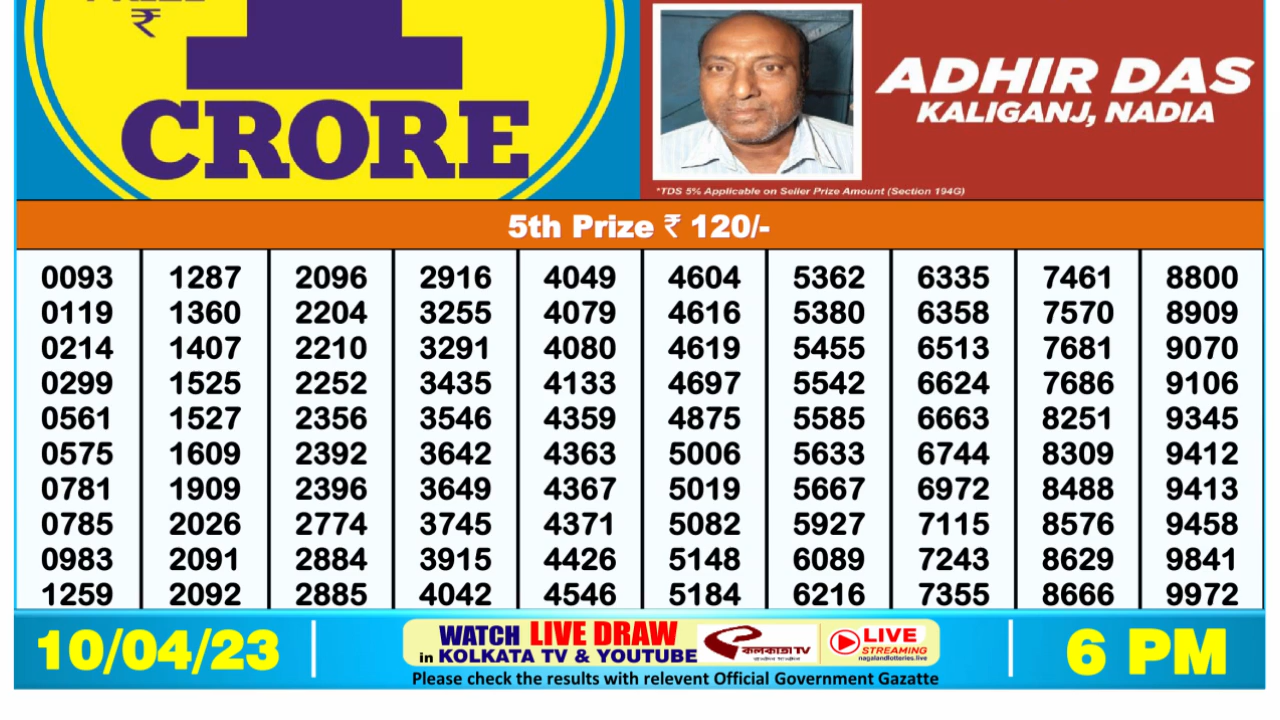 ₹
1
CRORE
ADHIR DAS
KALIGANJ, NADIA
*TDS 5% Applicable on Seller Prize Amount (Section 194G)
5th Prize ₹ 120/-
0093 1287 2096 2916 4049 4604 5362 6335 7461 8800
0119 1360 2204 3255 4079 4616 5380 6358 7570 8909
0214 1407 2210 3291 4080 4619 5455 6513 7681 9070
0299 1525 2252 3435 4133 4697 5542 6624 7686 9106
0561 1527 2356 3546 4359 4875 5585 6663 8251 9345
0575 1609 2392 3642 4363 5006 5633 6744 8309 9412
0781 1909 2396 3649 4367 5019 5667 6972 8488 9413
0785 2026 2774 3745 4371 5082 5927 7115 8576 9458
0983 2091 2884 3915 4426 5148 6089 7243 8629 9841
1259 2092 2885 4042 4546 5184 6216 7355 8666 9972
10/04/23
WATCH LIVE DRAW
in KOLKATA TV & YOUTUBE
কলকাতা TV
LIVE
STREAMING
nagalandlotteries.live
6 PM
Please check the results with relevent Official Government Gazatte